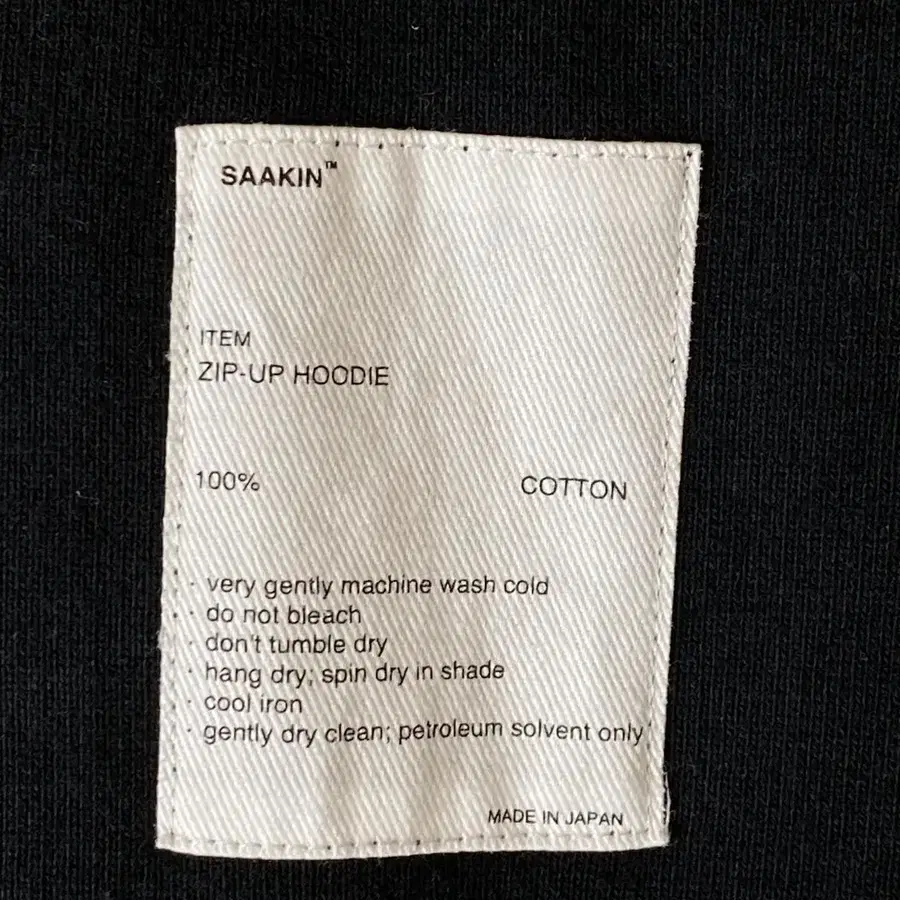 SAAKIN™
ITEM
ZIP-UP HOODIE
100% COTTON
· very gently machine wash cold
· do not bleach
· don't tumble dry
· hang dry; spin dry in shade
· cool iron
· gently dry clean; petroleum solvent only
MADE IN JAPAN